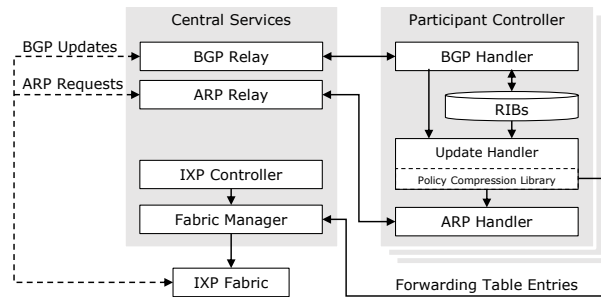 Central Services
Participant Controller
BGP Updates
BGP Relay
BGP Handler
ARP Requests
ARP Relay
RIBs
Update Handler
IXP Controller
Policy Compression Library
Fabric Manager
ARP Handler
IXP Fabric
Forwarding Table Entries